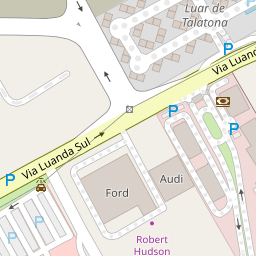 Luar de
Talatona
P
Via Luand
P
P
Via Luanda Sul
P
Audi
Ford
Robert
Hudson